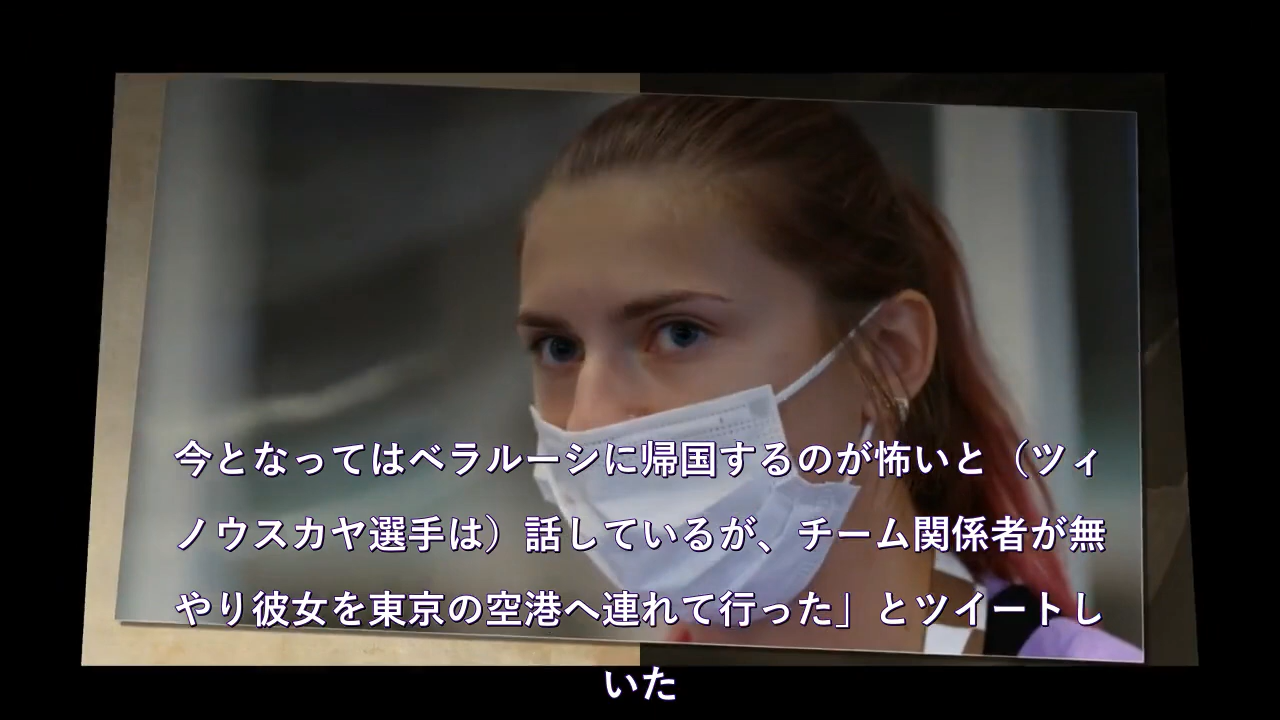 今となってはベラルーシに帰国するのが怖いと（ツィ
ノウスカヤ選手は）話しているが、チーム関係者が無
やり彼女を東京の空港へ連れて行った」とツイートし
いた